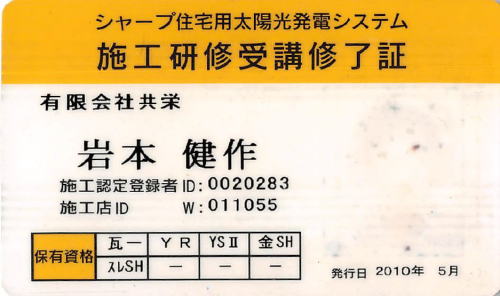 シャープ住宅用太陽光発電システム
施工研修受講修了証
有限会社共栄
岩本 健作
施工認定登録者ID:0020283
施工店ID W:011055
保有資格 瓦一 YR YSⅡ 金SH
ｽﾚSH － － －
発行日 2010年 5月